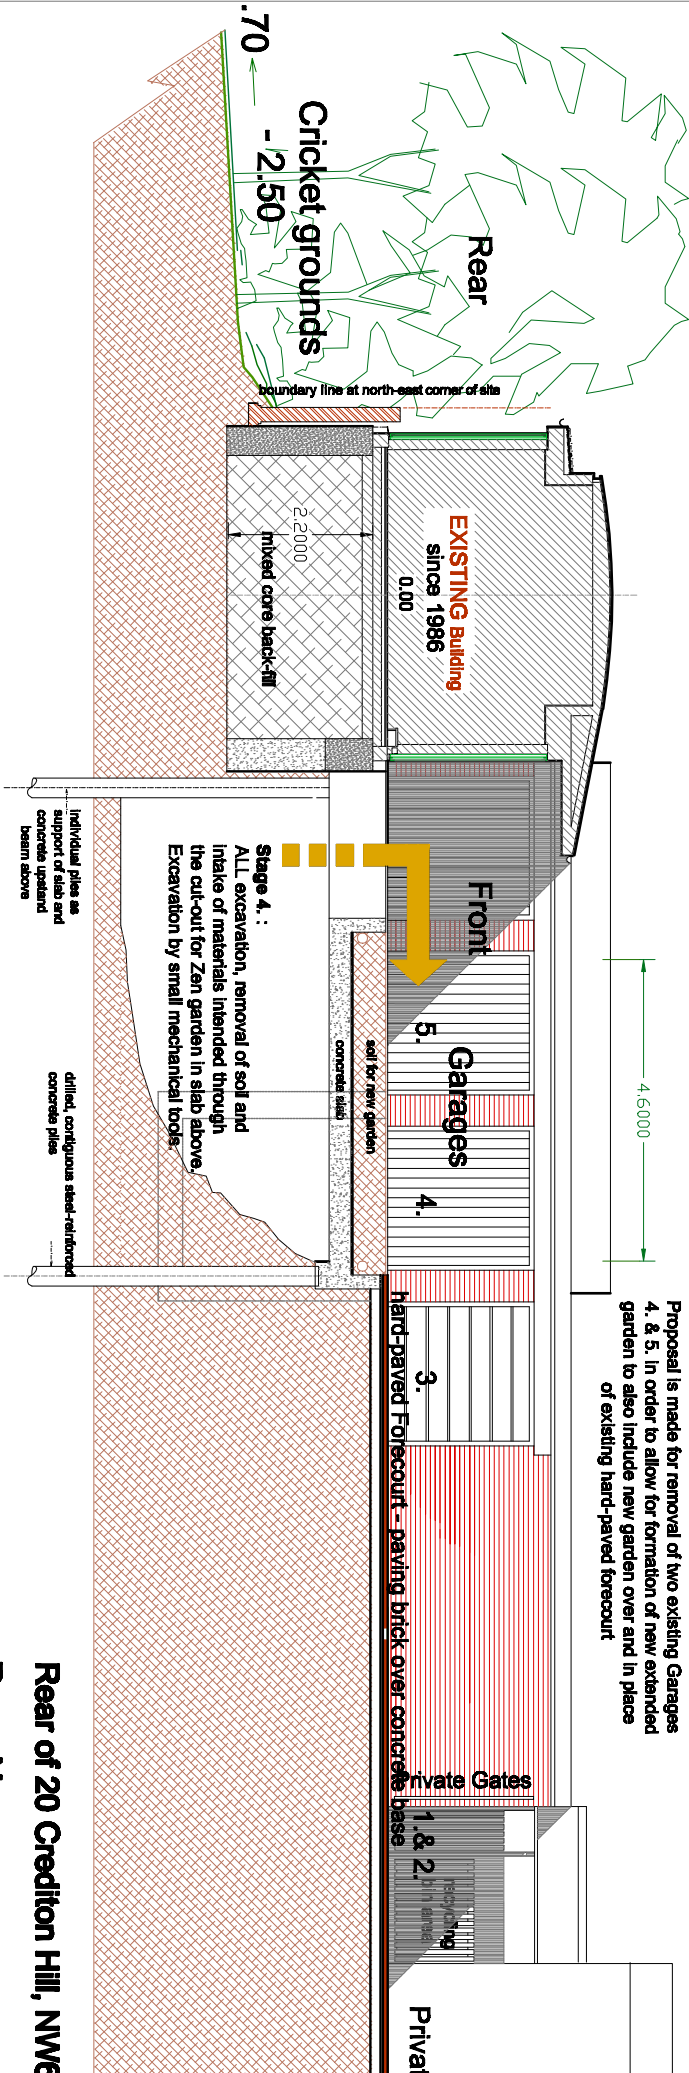 .70
Cricket grounds
- 2.50
Rear
boundary line at north-east corner of site
EXISTING Building
since 1986
0.00
2.2000
mixed core back-fill
individual piles as
support of slab and
concrete upstand
beam above
Stage 4. :
ALL excavation, removal of soil and
intake of materials intended through
the cut-out for Zen garden in slab above.
Excavation by small mechanical tools.
Front
Garages
5.
4.
3.
soil for new garden
concrete slab
drilled, contiguous steel-reinforced
concrete piles
4.6000
Proposal is made for removal of two existing Garages
4. & 5. in order to allow for formation of new extended
garden to also include new garden over and in place
of existing hard-paved forecourt
hard-paved Forecourt - paving brick over concrete base
Private Gates
1.& 2.
recycling
bin area
Privat
Rear of 20 Crediton Hill, NW6